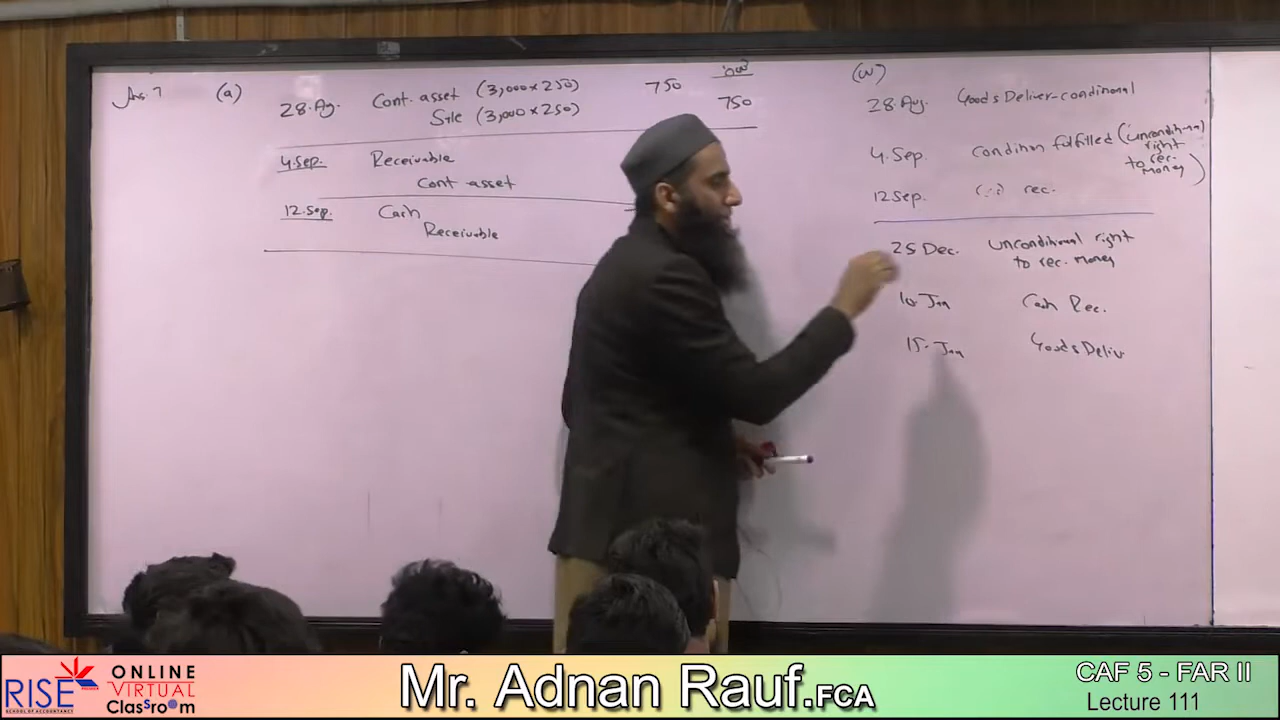 Ans. 7 (a) '000'
28. Aug. Cont. asset (3,000 x 250) 750
Sale (3,000 x 250) 750
4. Sep. Receivable
Cont asset
12. Sep. Cash
Receivable
(w)
28. Aug. Goods Deliver-conditional
4. Sep. Condition fulfilled (unconditional
right
to rec.
money)
12 Sep. rec.
25 Dec. unconditional right
to rec. money
10. Jan Cash Rec.
15. Jan Goods Deliv
RISE SCHOOL OF ACCOUNTANCY
ONLINE
VIRTUAL
Classroom
Mr. Adnan Rauf.FCA
CAF 5 - FAR II
Lecture 111